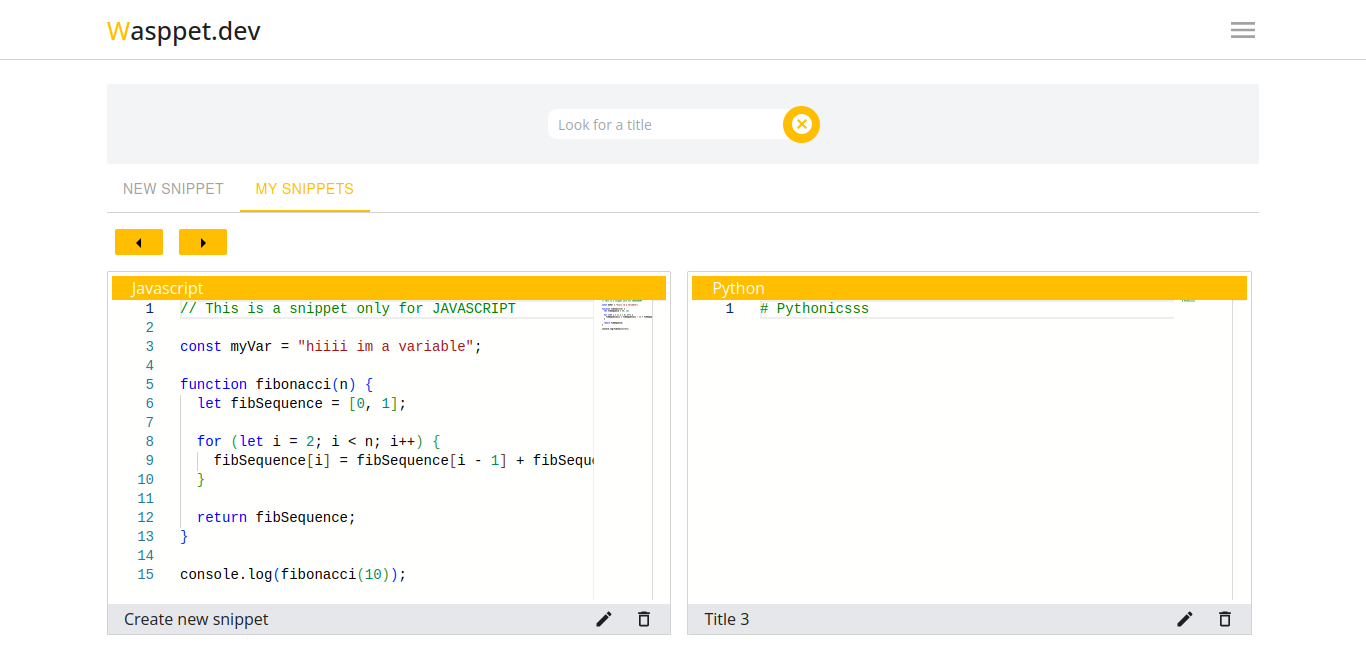 Wasppet.dev
Look for a title
NEW SNIPPET MY SNIPPETS
Javascript
1 // This is a snippet only for JAVASCRIPT
2
3 const myVar = "hiiii im a variable";
4
5 function fibonacci(n) {
6 let fibSequence = [0, 1];
7
8 for (let i = 2; i < n; i++) {
9 fibSequence[i] = fibSequence[i - 1] + fibSeque
10 }
11
12 return fibSequence;
13 }
14
15 console.log(fibonacci(10));
Create new snippet
Python
1 # Pythonicsss
Title 3